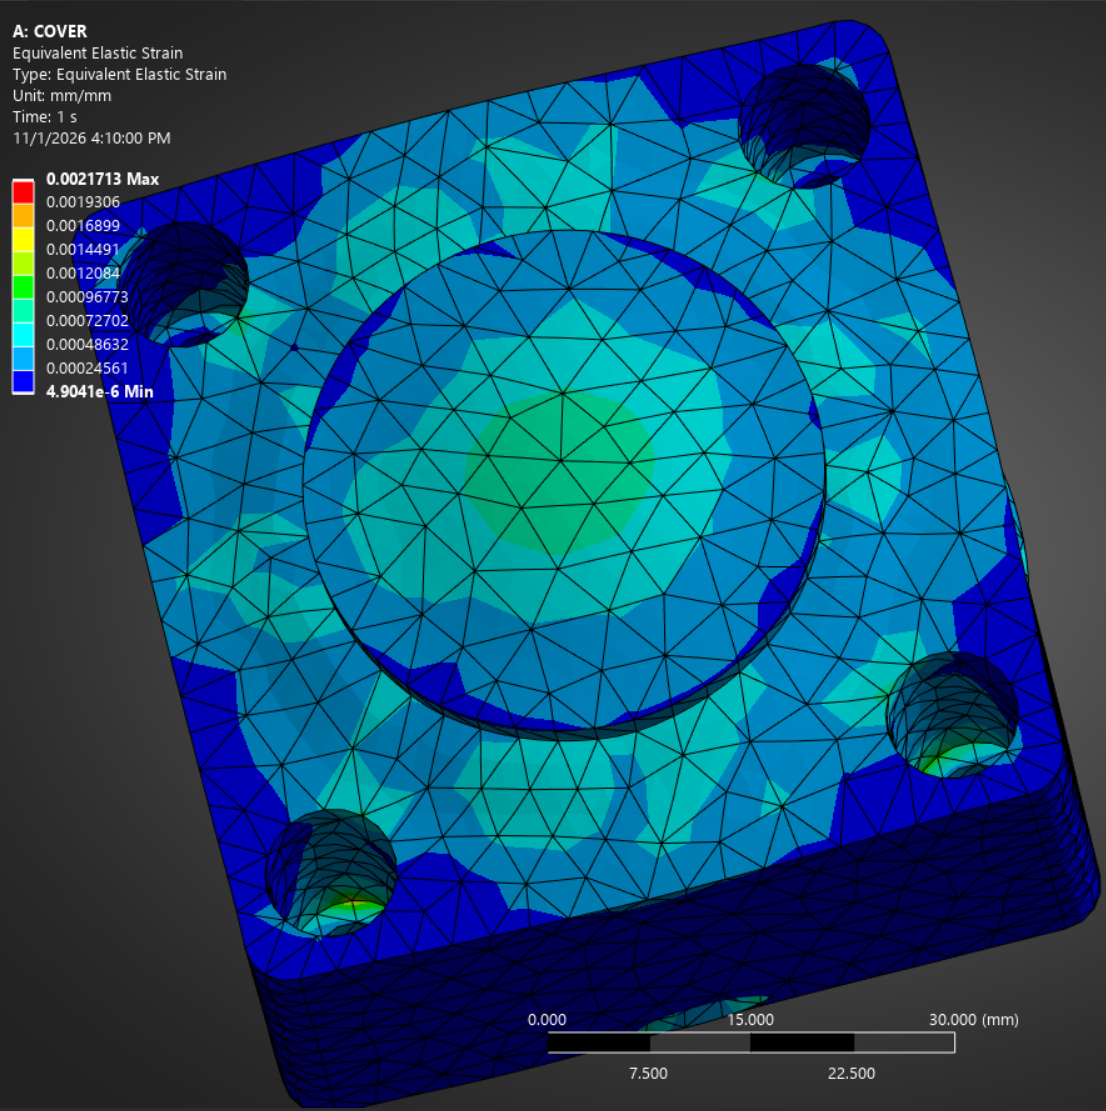 A: COVER
Equivalent Elastic Strain
Type: Equivalent Elastic Strain
Unit: mm/mm
Time: 1 s
11/1/2026 4:10:00 PM
0.0021713 Max
0.0019306
0.0016899
0.0014491
0.0012084
0.00096773
0.00072702
0.00048632
0.00024561
4.9041e-6 Min
0.000 15.000 30.000 (mm)
7.500 22.500